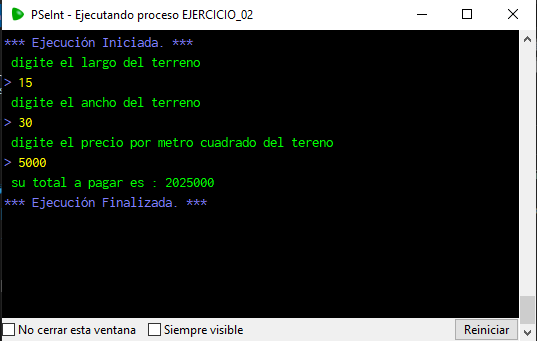 PSeInt - Ejecutando proceso EJERCICIO_02
*** Ejecución Iniciada. ***
digite el largo del terreno
> 15
digite el ancho del terreno
> 30
digite el precio por metro cuadrado del tereno
> 5000
su total a pagar es : 2025000
*** Ejecución Finalizada. ***
No cerrar esta ventana Siempre visible Reiniciar